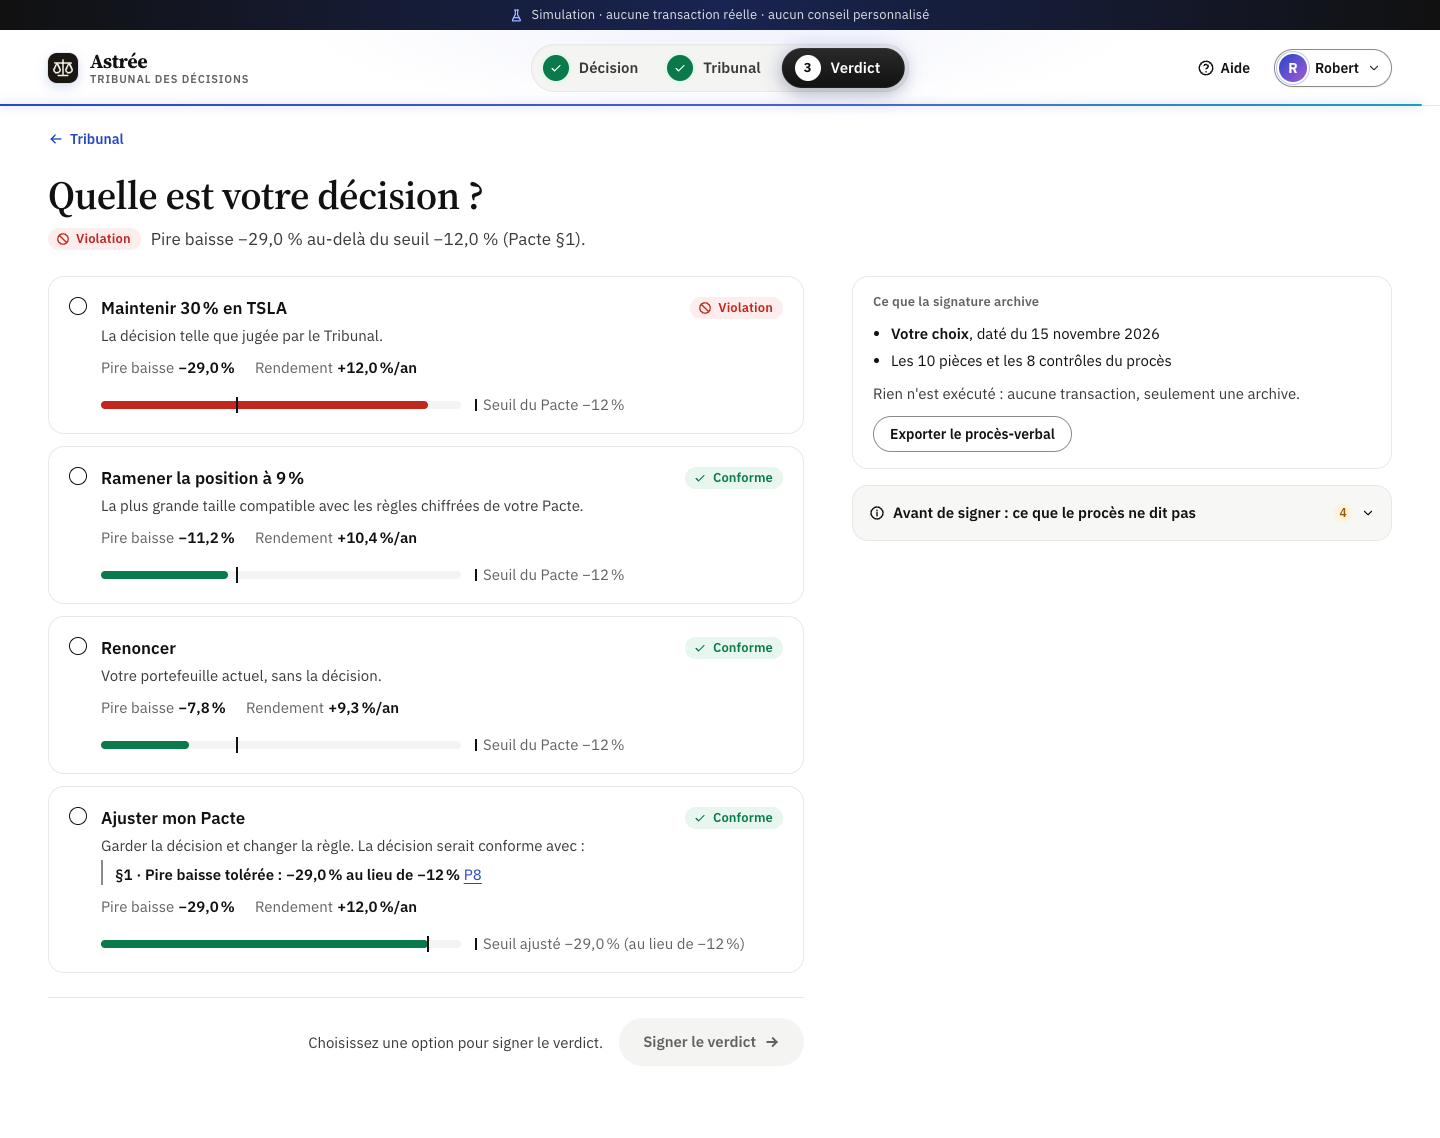 Simulation · aucune transaction réelle · aucun conseil personnalisé
Astrée
TRIBUNAL DES DÉCISIONS
Décision
Tribunal
3 Verdict
Aide
R Robert
← Tribunal
Quelle est votre décision ?
Violation Pire baisse −29,0 % au-delà du seuil −12,0 % (Pacte §1).
Maintenir 30 % en TSLA
Violation
La décision telle que jugée par le Tribunal.
Pire baisse −29,0 % Rendement +12,0 %/an
Seuil du Pacte −12 %
Ramener la position à 9 %
Conforme
La plus grande taille compatible avec les règles chiffrées de votre Pacte.
Pire baisse −11,2 % Rendement +10,4 %/an
Seuil du Pacte −12 %
Renoncer
Conforme
Votre portefeuille actuel, sans la décision.
Pire baisse −7,8 % Rendement +9,3 %/an
Seuil du Pacte −12 %
Ajuster mon Pacte
Conforme
Garder la décision et changer la règle. La décision serait conforme avec :
§1 · Pire baisse tolérée : −29,0 % au lieu de −12 % P8
Pire baisse −29,0 % Rendement +12,0 %/an
Seuil ajusté −29,0 % (au lieu de −12 %)
Choisissez une option pour signer le verdict.
Signer le verdict →
Ce que la signature archive
• Votre choix, daté du 15 novembre 2026
• Les 10 pièces et les 8 contrôles du procès
Rien n'est exécuté : aucune transaction, seulement une archive.
Exporter le procès-verbal
Avant de signer : ce que le procès ne dit pas
4